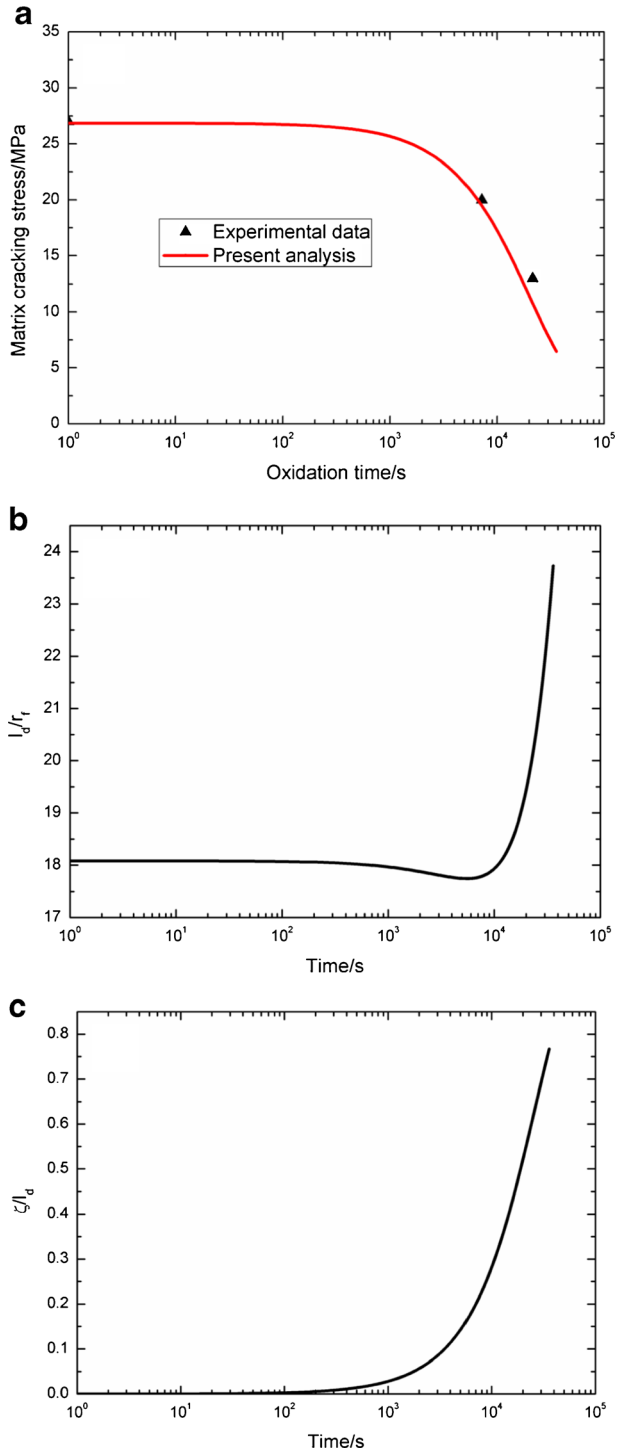 a
35
30
25
20
15
10
5
0
Matrix cracking stress/MPa
Experimental data
Present analysis
10⁰ 10¹ 10² 10³ 10⁴ 10⁵
Oxidation time/s
b
24
23
22
21
20
19
18
17
l_d/r_f
10⁰ 10¹ 10² 10³ 10⁴ 10⁵
Time/s
c
0.8
0.7
0.6
0.5
0.4
0.3
0.2
0.1
0.0
ζ/l_d
10⁰ 10¹ 10² 10³ 10⁴ 10⁵
Time/s